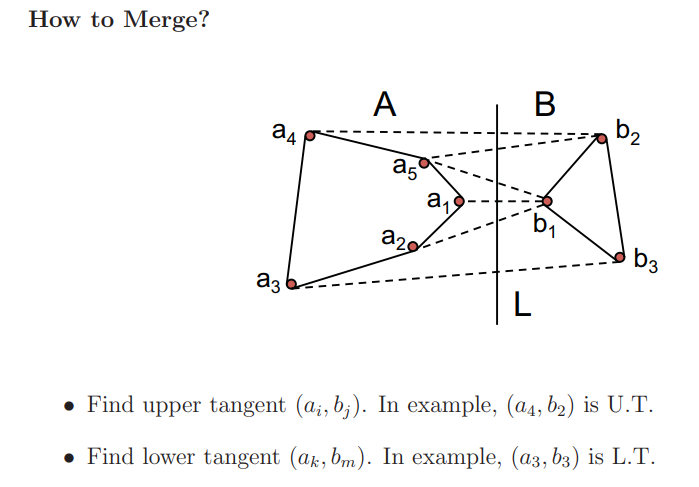 How to Merge?
A B
a4 b2
a5
a1
a2 b1
b3
a3
L
• Find upper tangent (ai, bj). In example, (a4, b2) is U.T.
• Find lower tangent (ak, bm). In example, (a3, b3) is L.T.